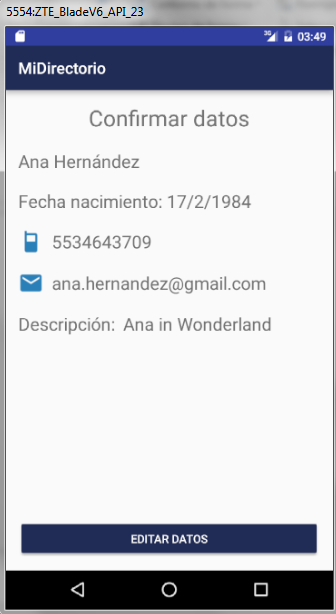 5554:ZTE_BladeV6_API_23
3G 03:49
MiDirectorio
Confirmar datos
Ana Hernández
Fecha nacimiento: 17/2/1984
5534643709
ana.hernandez@gmail.com
Descripción: Ana in Wonderland
EDITAR DATOS